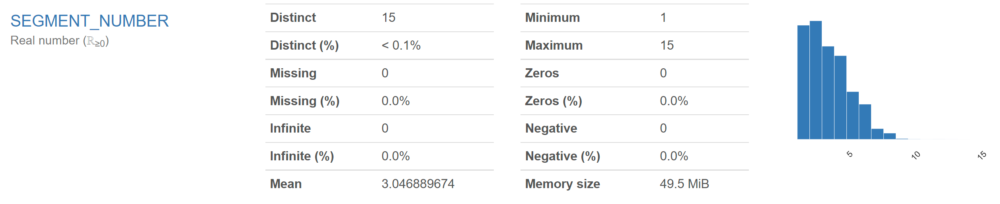 SEGMENT_NUMBER
Real number (ℝ≥0)
Distinct 15
Distinct (%) < 0.1%
Missing 0
Missing (%) 0.0%
Infinite 0
Infinite (%) 0.0%
Mean 3.046889674
Minimum 1
Maximum 15
Zeros 0
Zeros (%) 0.0%
Negative 0
Negative (%) 0.0%
Memory size 49.5 MiB
5 10 15